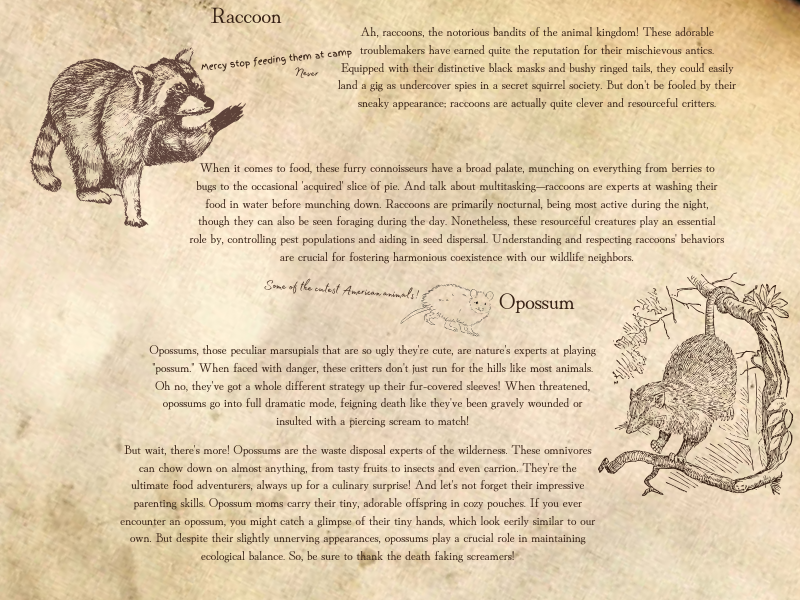 Raccoon
Mercy stop feeding them at camp
Never
Ah, raccoons, the notorious bandits of the animal kingdom! These adorable
troublemakers have earned quite the reputation for their mischievous antics.
Equipped with their distinctive black masks and bushy ringed tails, they could easily
land a gig as undercover spies in a secret squirrel society. But don't be fooled by their
sneaky appearance; raccoons are actually quite clever and resourceful critters.
When it comes to food, these furry connoisseurs have a broad palate, munching on everything from berries to
bugs to the occasional 'acquired' slice of pie. And talk about multitasking—raccoons are experts at washing their
food in water before munching down. Raccoons are primarily nocturnal, being most active during the night,
though they can also be seen foraging during the day. Nonetheless, these resourceful creatures play an essential
role by, controlling pest populations and aiding in seed dispersal. Understanding and respecting raccoons' behaviors
are crucial for fostering harmonious coexistence with our wildlife neighbors.
Some of the cutest American animals!
Opossum
Opossums, those peculiar marsupials that are so ugly they're cute, are nature's experts at playing
"possum." When faced with danger, these critters don't just run for the hills like most animals.
Oh no, they've got a whole different strategy up their fur-covered sleeves! When threatened,
opossums go into full dramatic mode, feigning death like they've been gravely wounded or
insulted with a piercing scream to match!
But wait, there's more! Opossums are the waste disposal experts of the wilderness. These omnivores
can chow down on almost anything, from tasty fruits to insects and even carrion. They're the
ultimate food adventurers, always up for a culinary surprise! And let's not forget their impressive
parenting skills. Opossum moms carry their tiny, adorable offspring in cozy pouches. If you ever
encounter an opossum, you might catch a glimpse of their tiny hands, which look eerily similar to our
own. But despite their slightly unnerving appearances, opossums play a crucial role in maintaining
ecological balance. So, be sure to thank the death faking screamers!